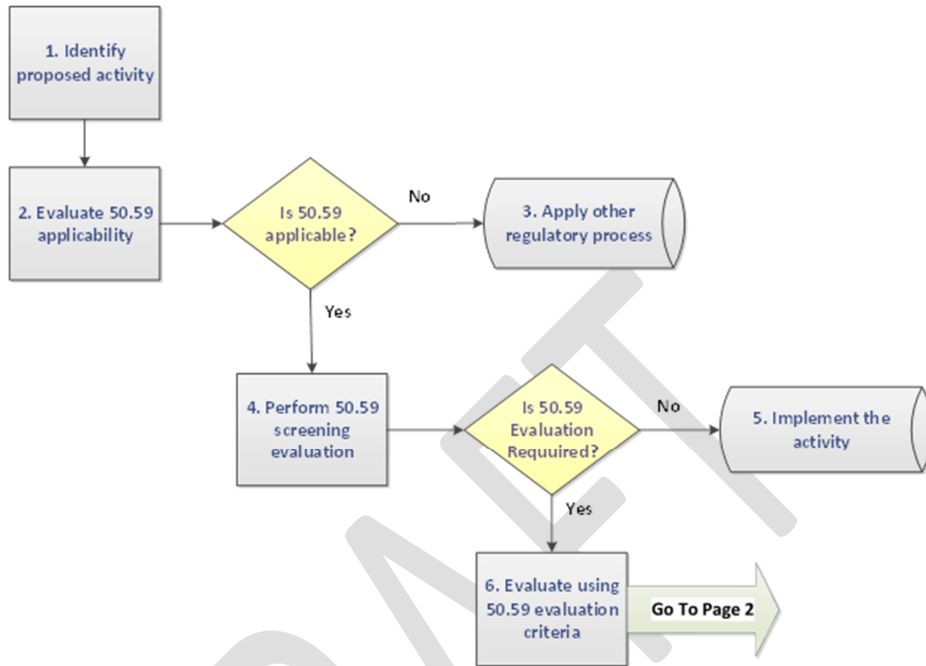 1. Identify
proposed activity
2. Evaluate 50.59
applicability
Is 50.59
applicable?
No
3. Apply other
regulatory process
Yes
4. Perform 50.59
screening
evaluation
Is 50.59
Evaluation
Requuired?
No
5. Implement the
activity
Yes
6. Evaluate using
50.59 evaluation
criteria
Go To Page 2
DRAFT